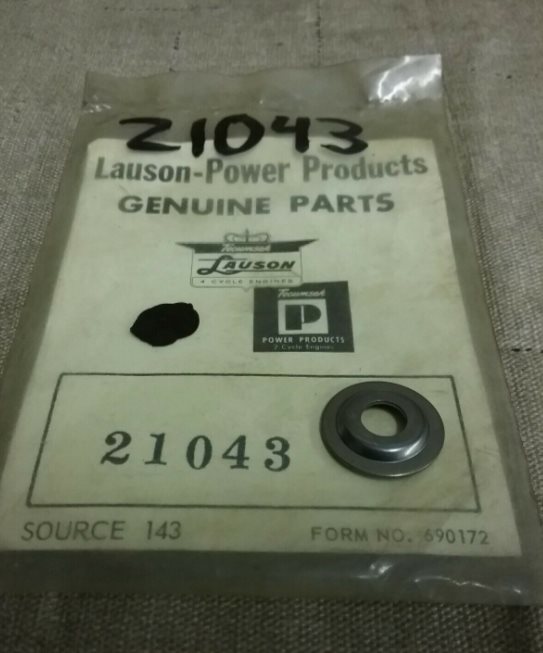 21043
Lauson-Power Products
GENUINE PARTS
Tecumseh
LAUSON
4 CYCLE ENGINES
Tecumseh
P
POWER PRODUCTS
2 Cycle Engines
21043
SOURCE 143
FORM NO. 690172